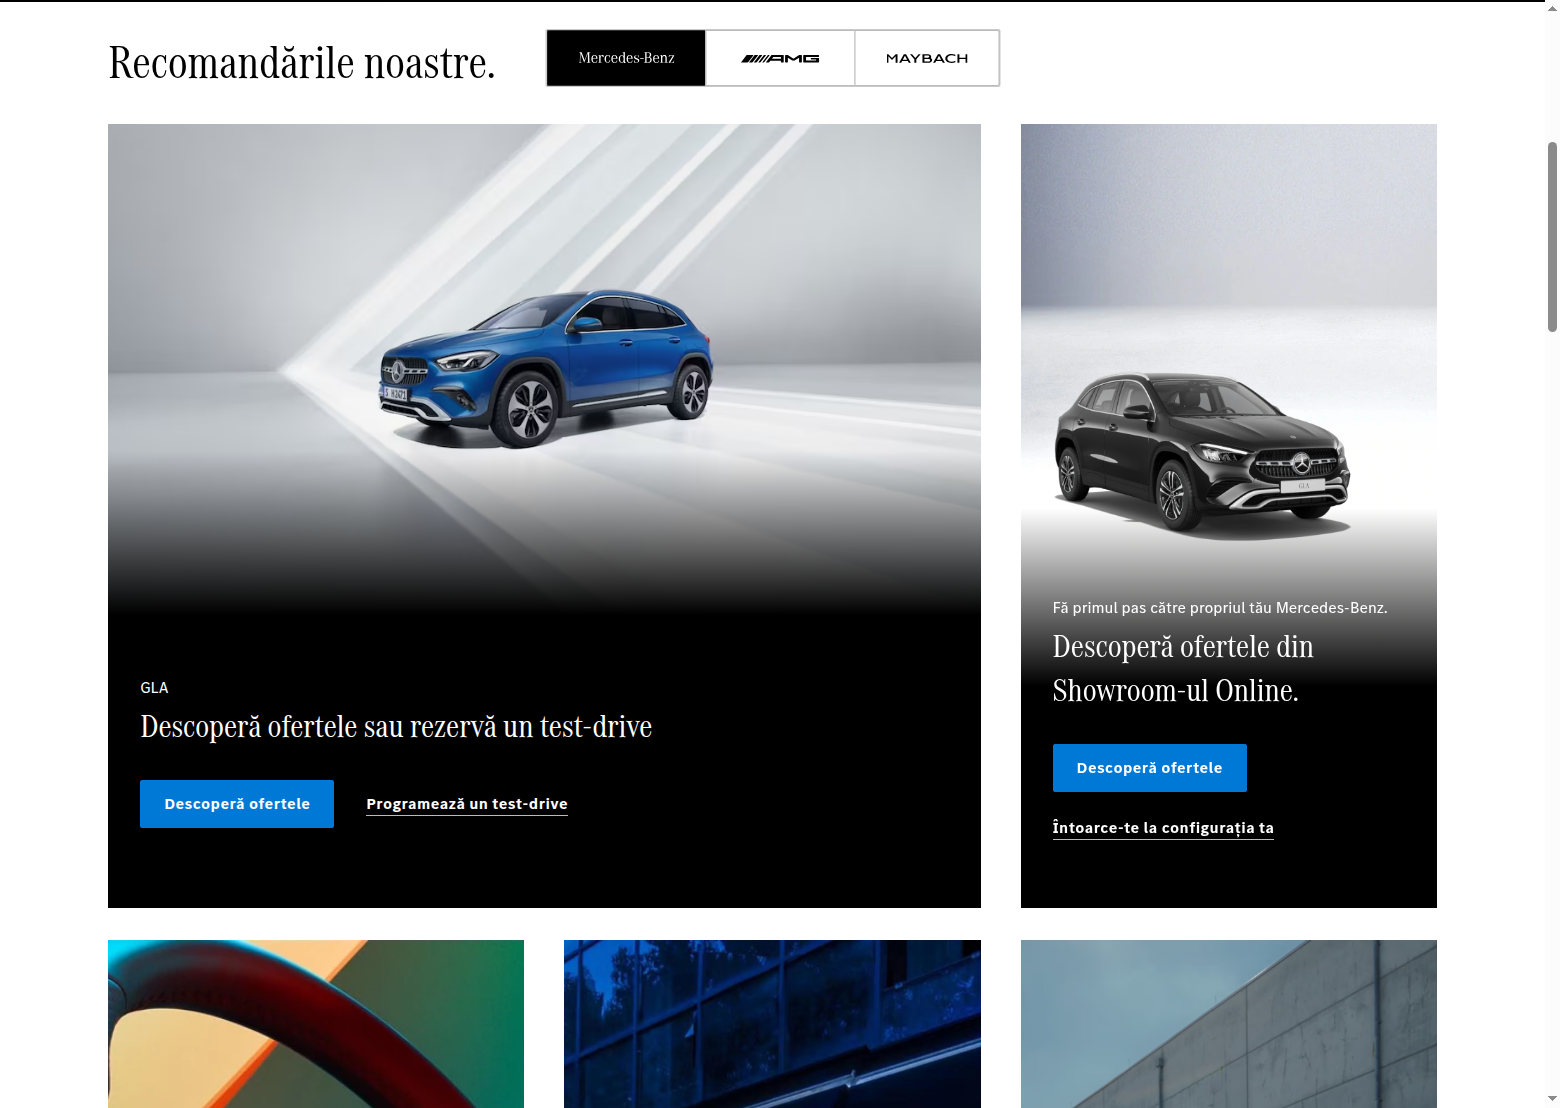 Recomandările noastre.
Mercedes-Benz
AMG
MAYBACH
GLA
GLA
Descoperă ofertele sau rezervă un test-drive
Descoperă ofertele
Programează un test-drive
Fă primul pas către propriul tău Mercedes-Benz.
Descoperă ofertele din
Showroom-ul Online.
Descoperă ofertele
Întoarce-te la configurația ta